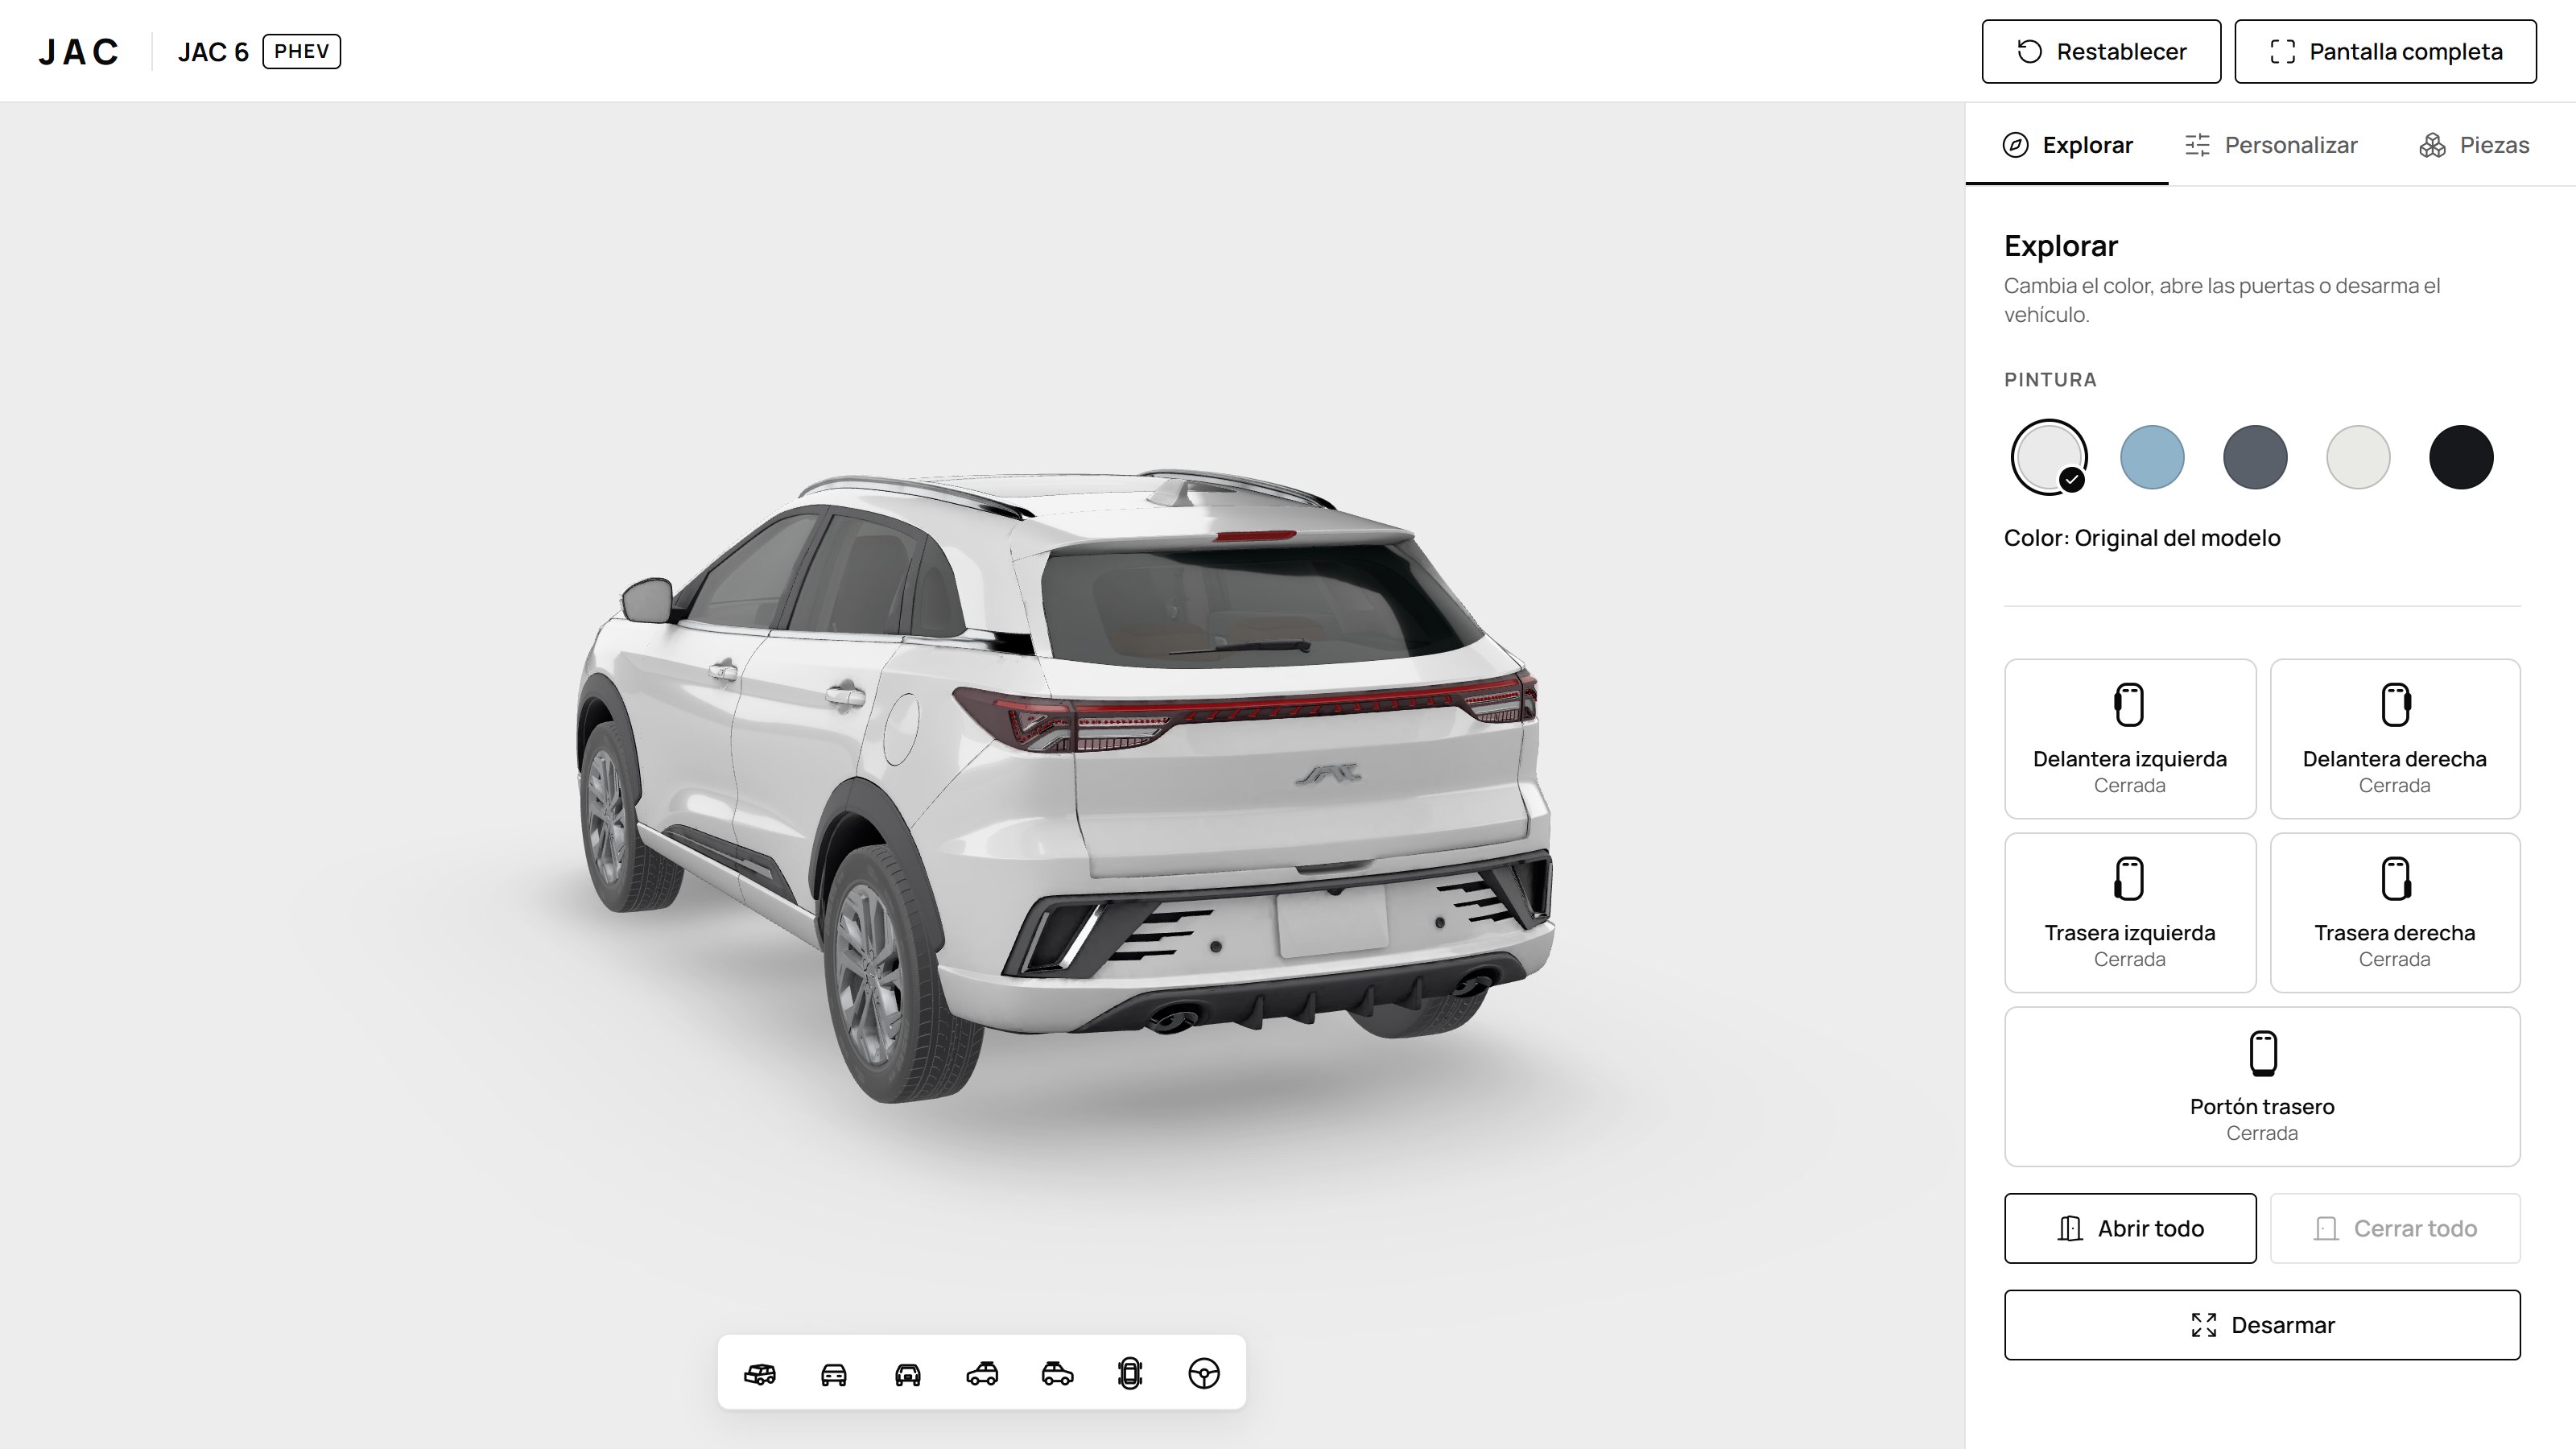 JAC
JAC 6 PHEV
Restablecer
Pantalla completa
Explorar
Personalizar
Piezas
Explorar
Cambia el color, abre las puertas o desarma el
vehículo.
PINTURA
Color: Original del modelo
JAC
Delantera izquierda
Cerrada
Delantera derecha
Cerrada
Trasera izquierda
Cerrada
Trasera derecha
Cerrada
Portón trasero
Cerrada
Abrir todo
Cerrar todo
Desarmar